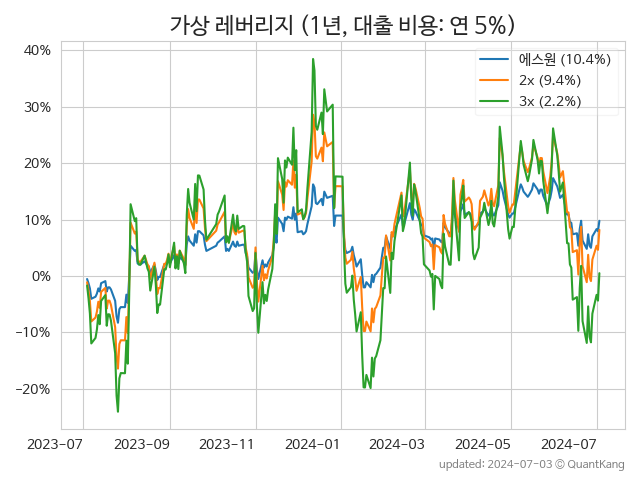 가상 레버리지 (1년, 대출 비용: 연 5%)
40%
30%
20%
10%
0%
−10%
−20%
에스원 (10.4%)
2x (9.4%)
3x (2.2%)
2023-07
2023-09
2023-11
2024-01
2024-03
2024-05
2024-07
updated: 2024-07-03 © QuantKang